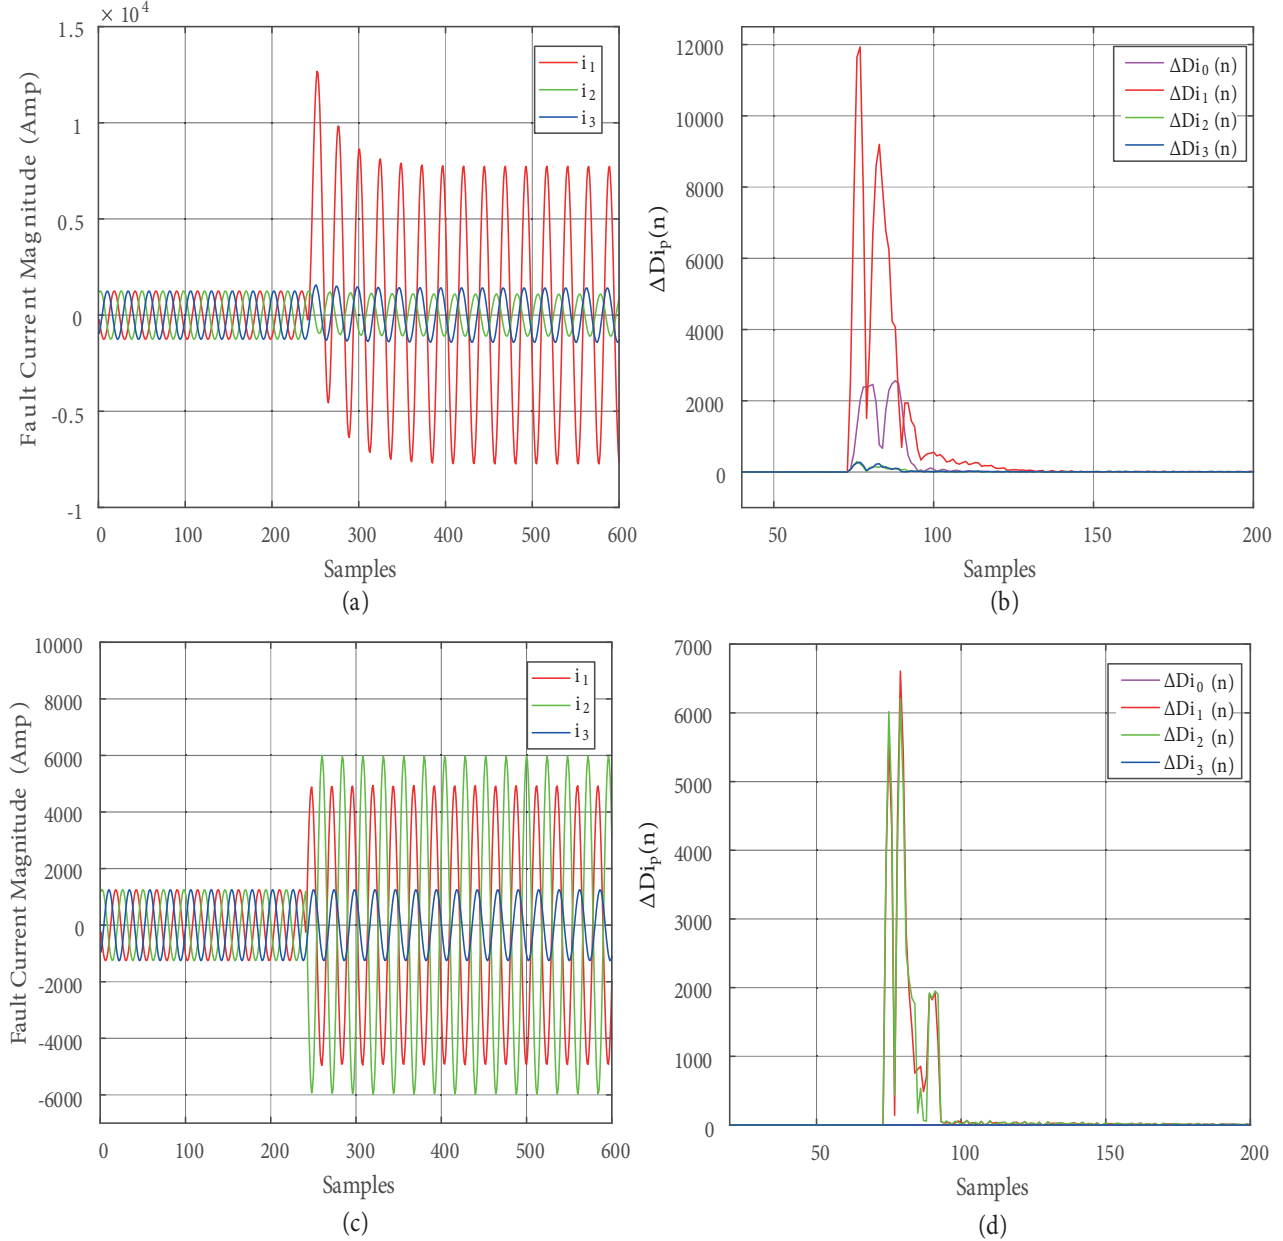 × 10⁴
1.5
1
0.5
0
-0.5
-1
0
100
200
300
400
500
600
Fault Current Magnitude (Amp)
Samples
i₁
i₂
i₃
(a)
12000
10000
8000
6000
4000
2000
0
50
100
150
200
ΔDiₚ(n)
Samples
ΔDi₀ (n)
ΔDi₁ (n)
ΔDi₂ (n)
ΔDi₃ (n)
(b)
10000
8000
6000
4000
2000
0
-2000
-4000
-6000
0
100
200
300
400
500
600
Fault Current Magnitude (Amp)
Samples
i₁
i₂
i₃
(c)
7000
6000
5000
4000
3000
2000
1000
0
50
100
150
200
ΔDiₚ(n)
Samples
ΔDi₀ (n)
ΔDi₁ (n)
ΔDi₂ (n)
ΔDi₃ (n)
(d)